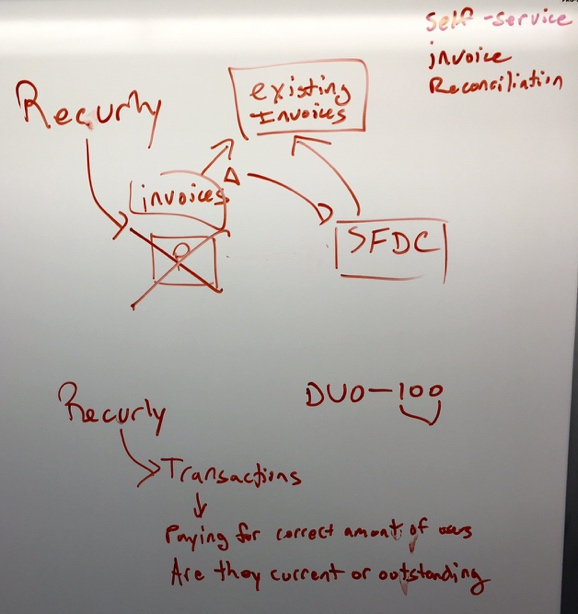 Self-service
invoice
Reconciliation
Recurly
existing
Invoices
invoices
SFDC
Recurly
DUO-100
Transactions
Paying for correct amount of users
Are they current or outstanding